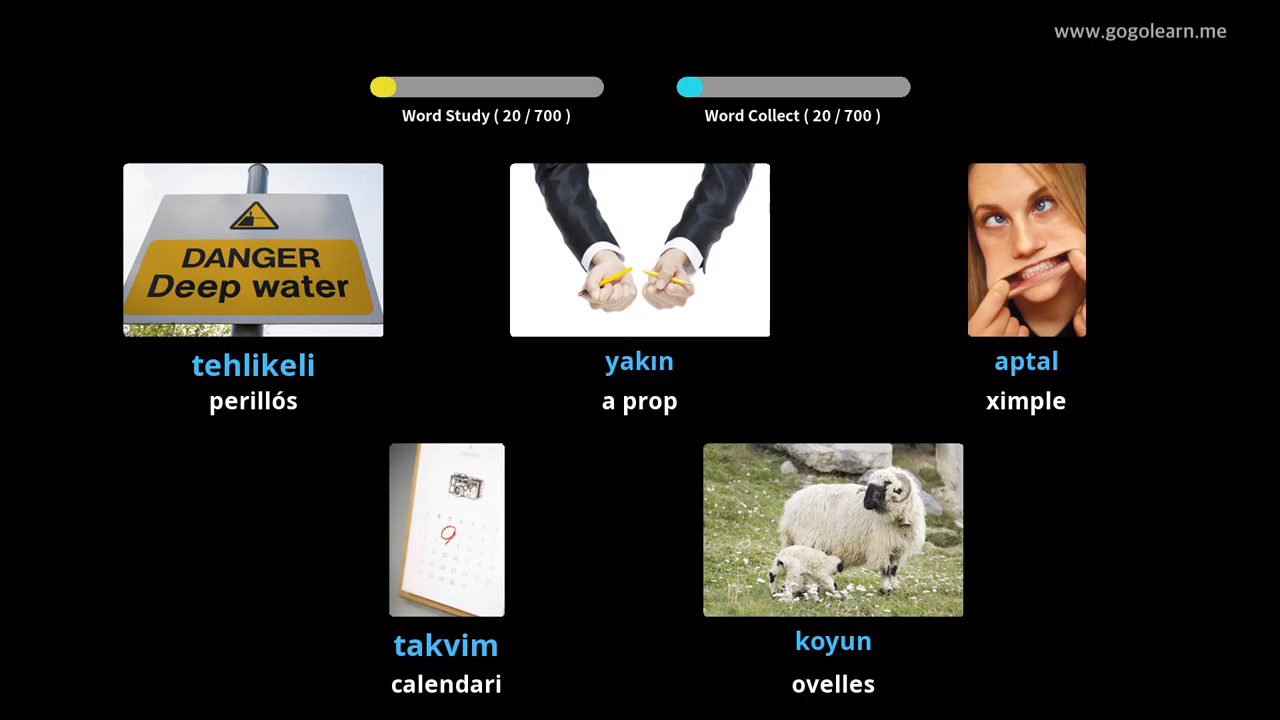 www.gogolearn.me
Word Study ( 20 / 700 )
Word Collect ( 20 / 700 )
DANGER
Deep water
tehlikeli
perillós
yakın
a prop
aptal
ximple
9
takvim
calendari
koyun
ovelles